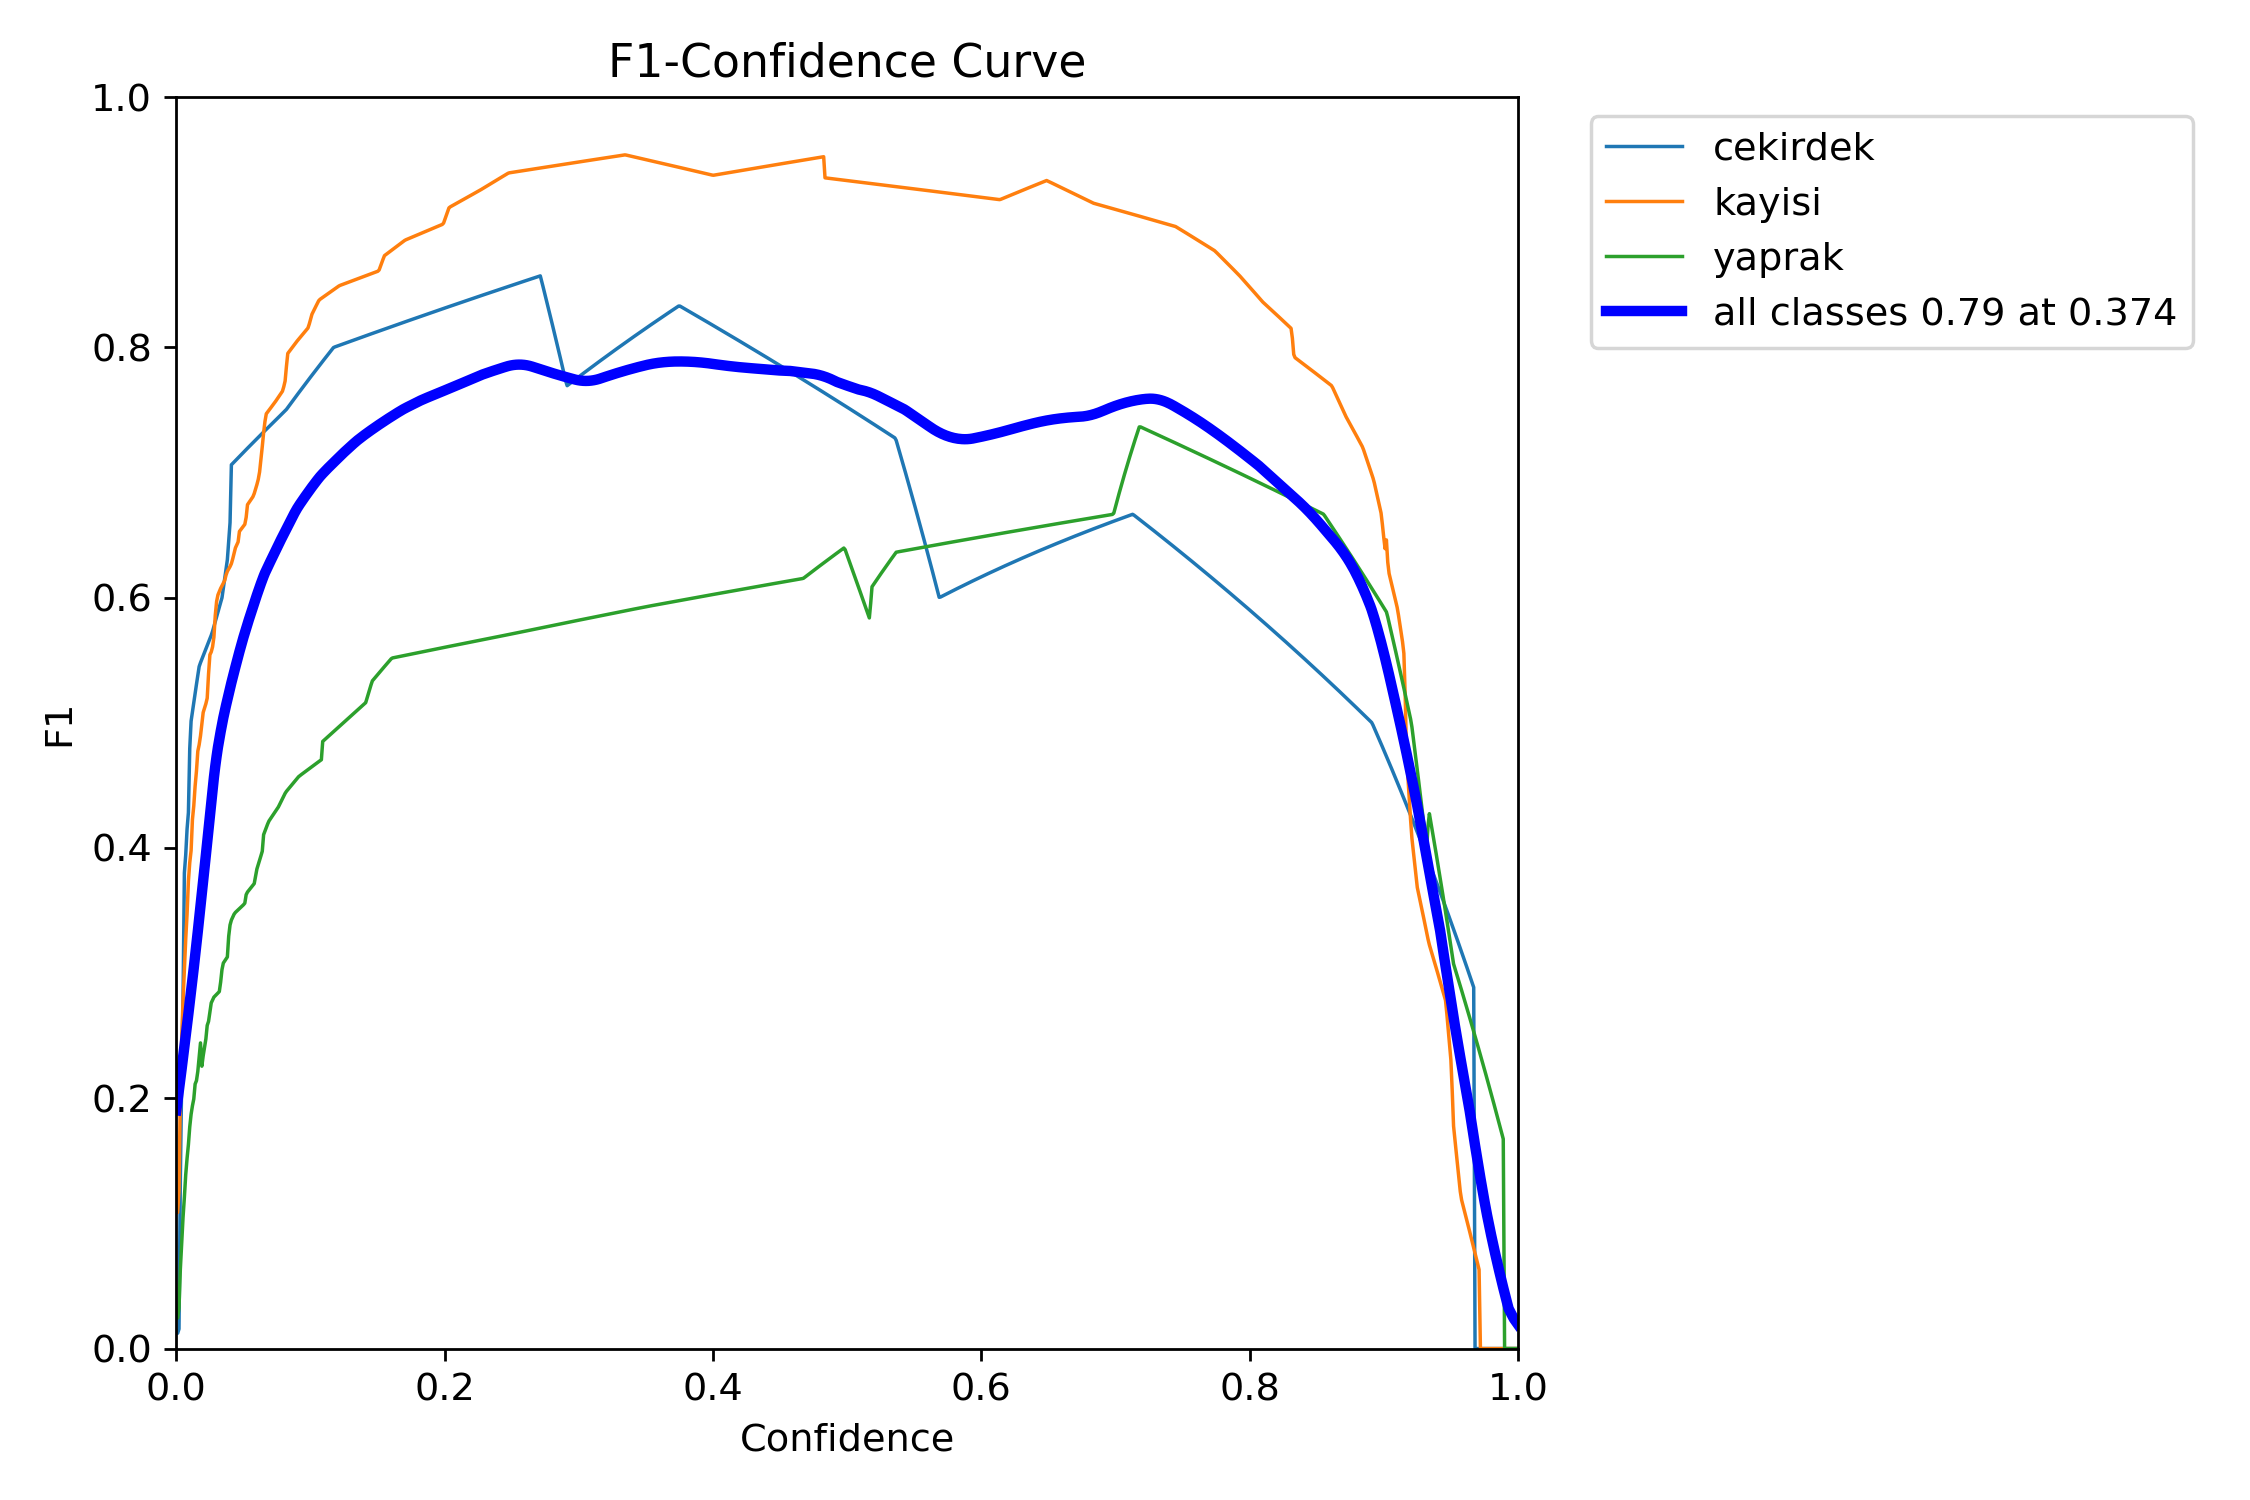 F1-Confidence Curve
cekirdek
kayisi
yaprak
all classes 0.79 at 0.374
F1
1.0
0.8
0.6
0.4
0.2
0.0
0.0 0.2 0.4 0.6 0.8 1.0
Confidence